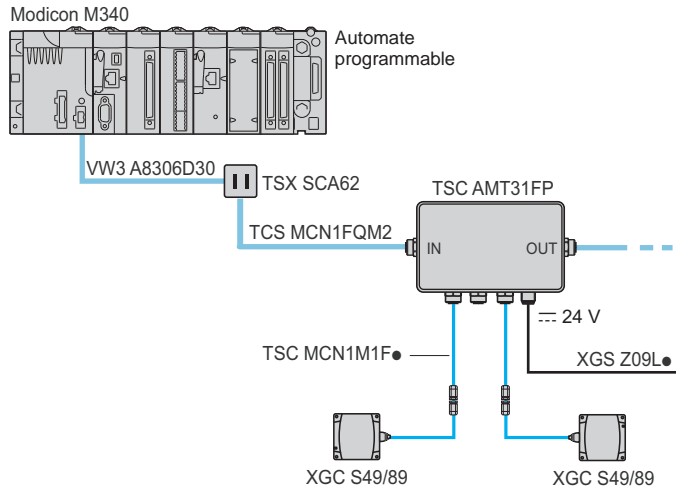 Modicon M340
Automate
programmable
VW3 A8306D30
TSX SCA62
TSC AMT31FP
TCS MCN1FQM2
IN
OUT
24 V
TSC MCN1M1F●
XGS Z09L●
XGC S49/89
XGC S49/89